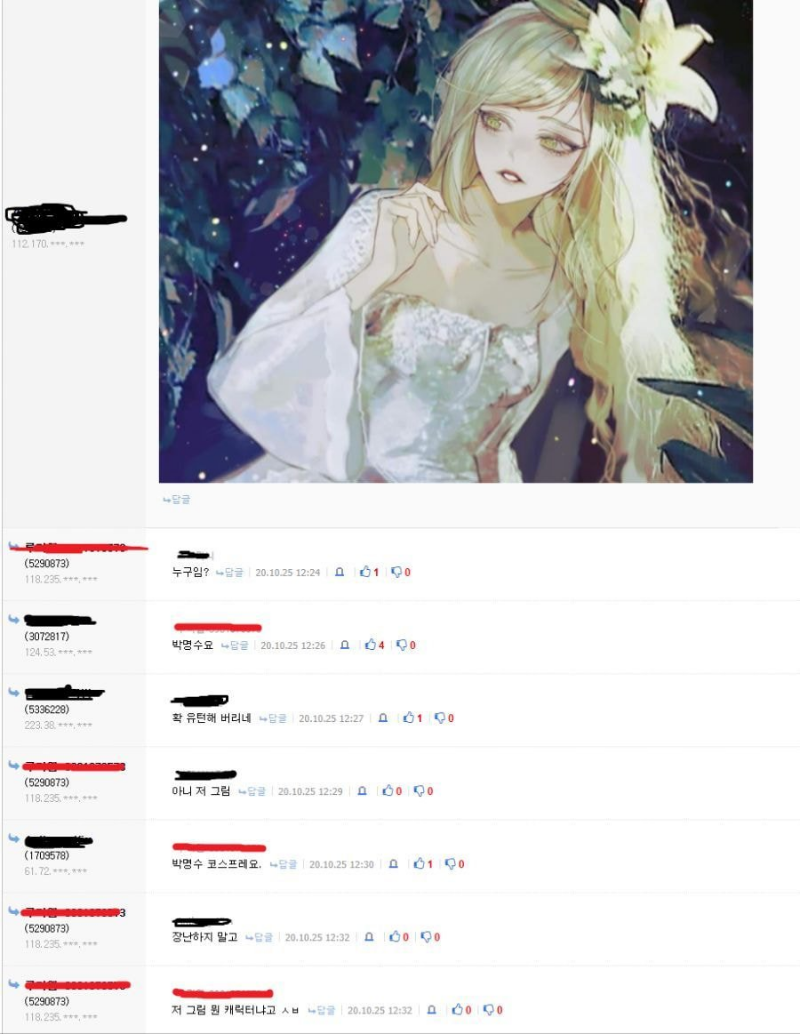 112.170.***.***
답글
(5290873)
118.235.***.***
누구임? 답글 20.10.25 12:24 1 0
(3072817)
124.53.***.***
박명수요 답글 20.10.25 12:26 4 0
(5336228)
223.38.***.***
확 유턴해 버리네 답글 20.10.25 12:27 1 0
(5290873)
118.235.***.***
아니 저 그림 답글 20.10.25 12:29 0 0
(1709578)
61.72.***.***
박명수 코스프레요. 답글 20.10.25 12:30 1 0
(5290873)
118.235.***.***
장난하지 말고 답글 20.10.25 12:32 0 0
(5290873)
118.235.***.***
저 그림 뭔 캐릭터냐고 ㅅㅂ 답글 20.10.25 12:32 0 0